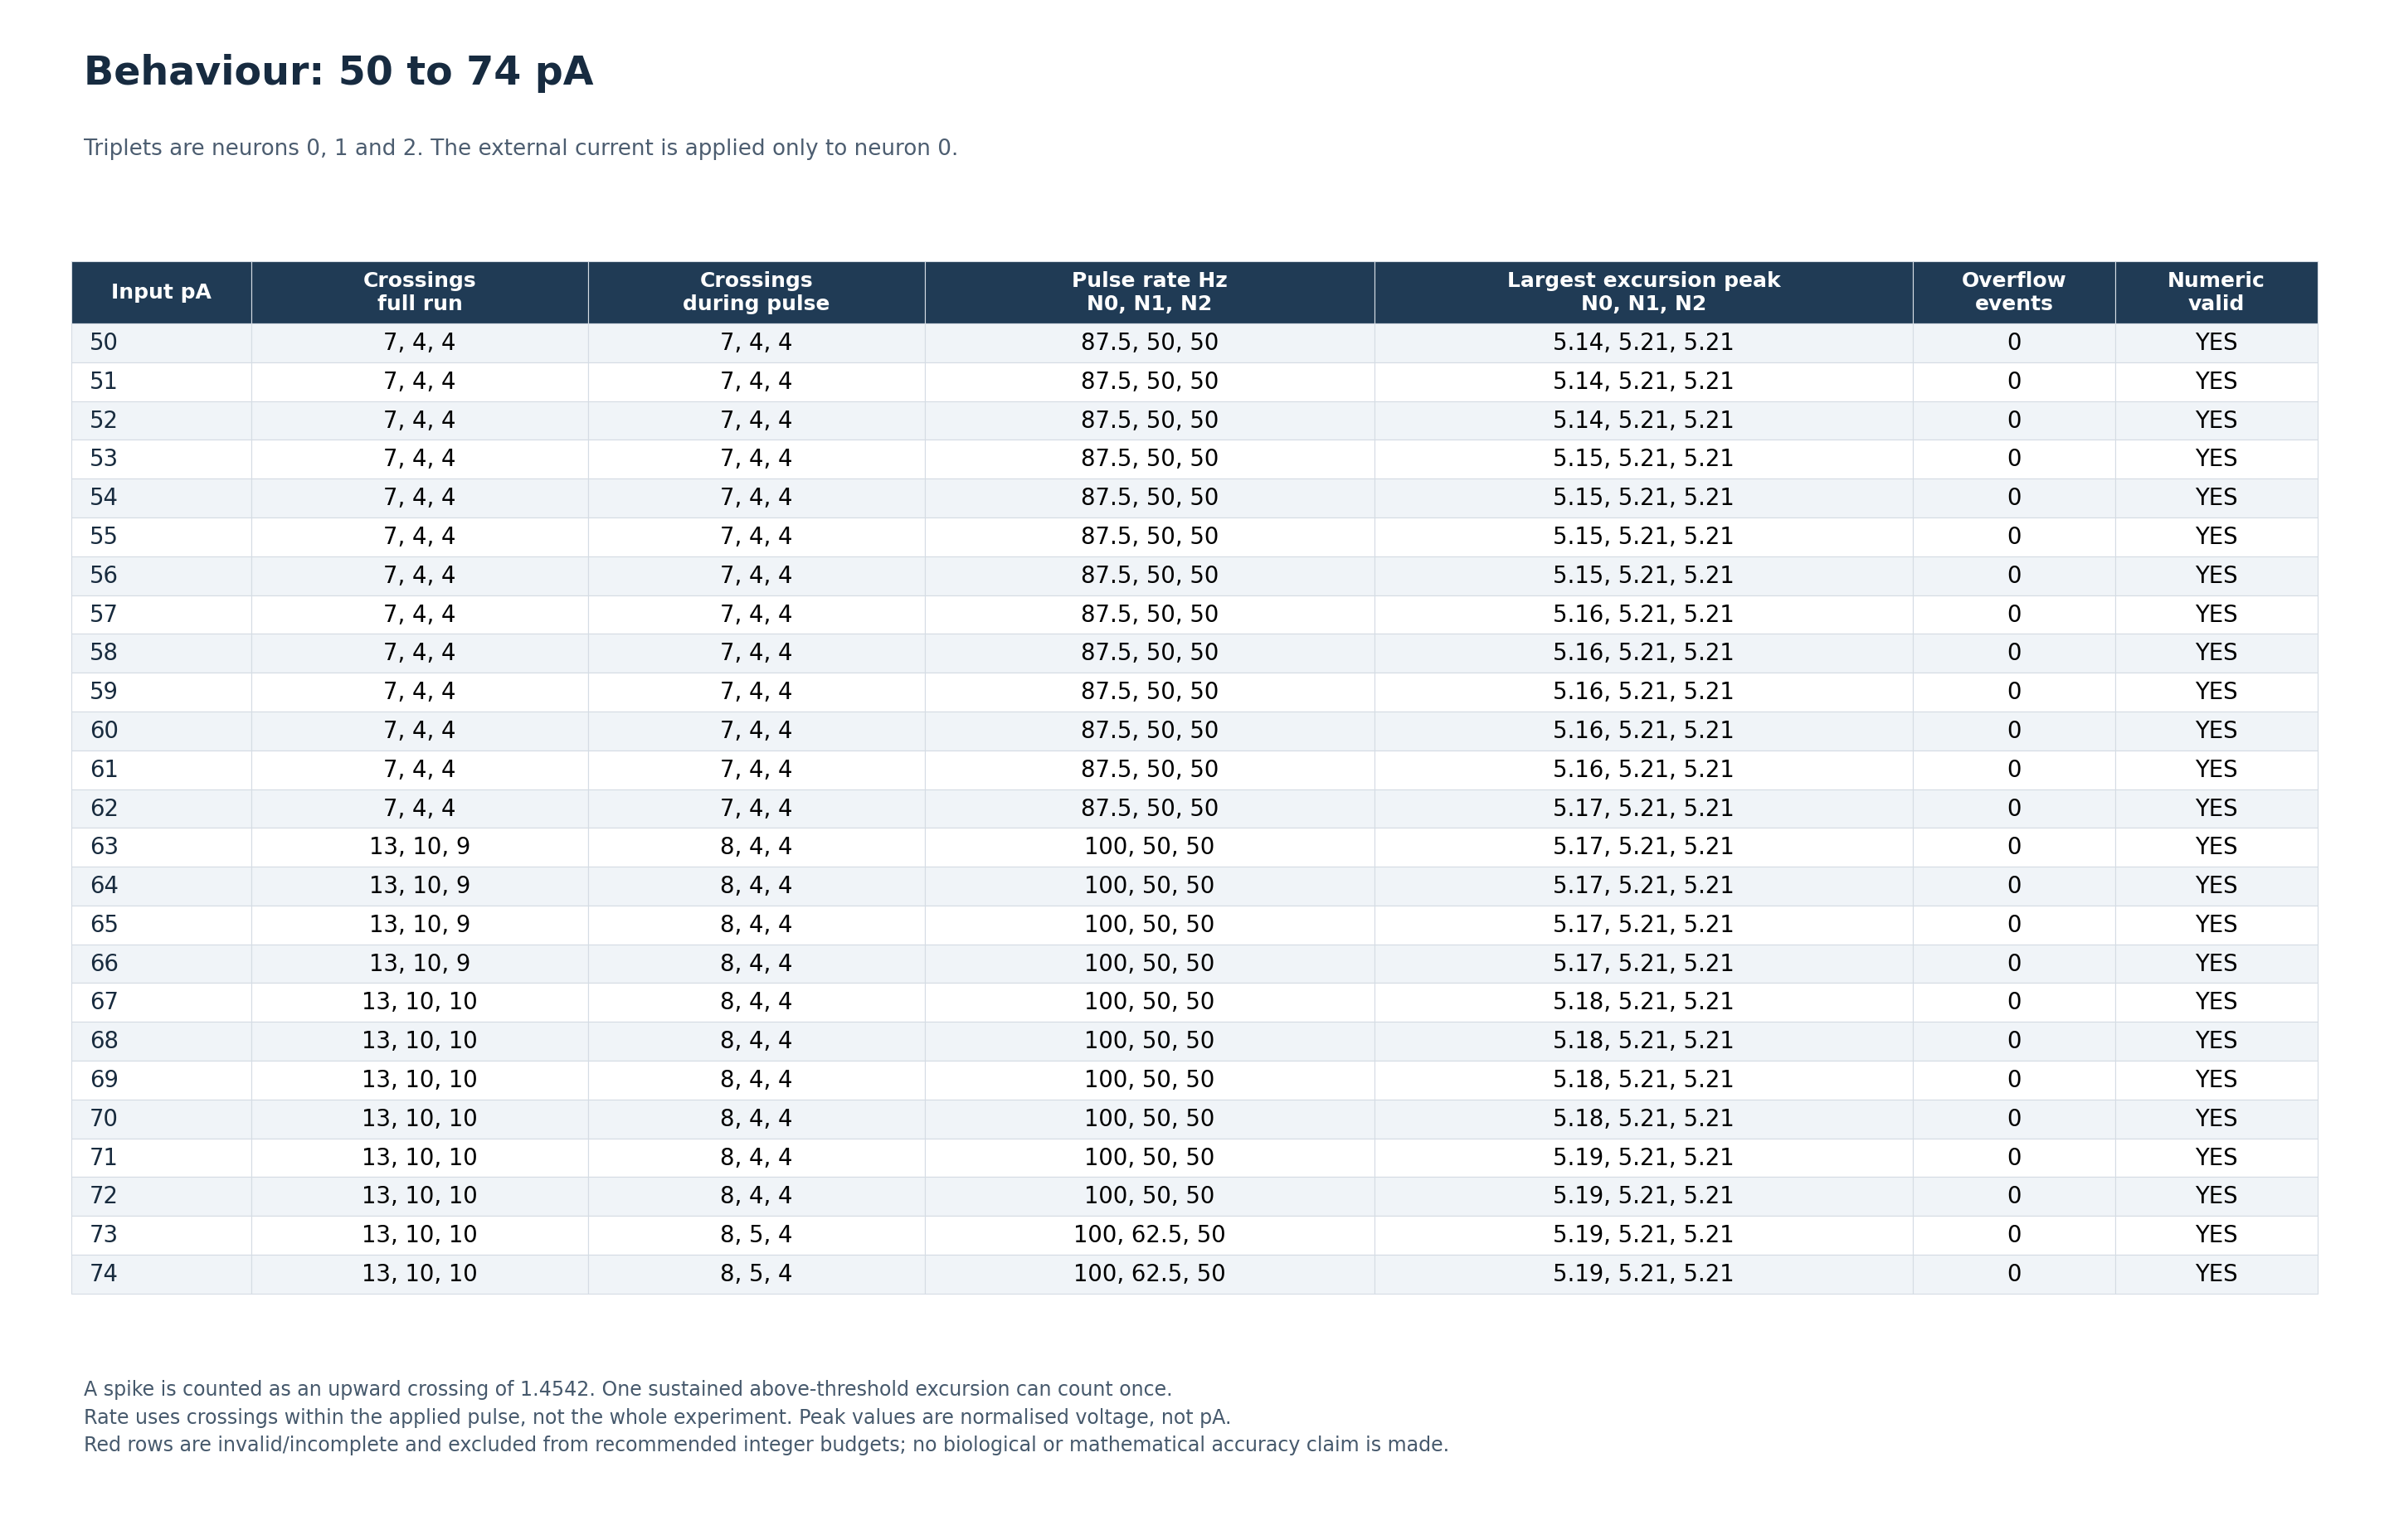 Behaviour: 50 to 74 pA
Triplets are neurons 0, 1 and 2. The external current is applied only to neuron 0.
Input pA Crossings full run Crossings during pulse Pulse rate Hz N0, N1, N2 Largest excursion peak N0, N1, N2 Overflow events Numeric valid
50 7, 4, 4 7, 4, 4 87.5, 50, 50 5.14, 5.21, 5.21 0 YES
51 7, 4, 4 7, 4, 4 87.5, 50, 50 5.14, 5.21, 5.21 0 YES
52 7, 4, 4 7, 4, 4 87.5, 50, 50 5.14, 5.21, 5.21 0 YES
53 7, 4, 4 7, 4, 4 87.5, 50, 50 5.15, 5.21, 5.21 0 YES
54 7, 4, 4 7, 4, 4 87.5, 50, 50 5.15, 5.21, 5.21 0 YES
55 7, 4, 4 7, 4, 4 87.5, 50, 50 5.15, 5.21, 5.21 0 YES
56 7, 4, 4 7, 4, 4 87.5, 50, 50 5.15, 5.21, 5.21 0 YES
57 7, 4, 4 7, 4, 4 87.5, 50, 50 5.16, 5.21, 5.21 0 YES
58 7, 4, 4 7, 4, 4 87.5, 50, 50 5.16, 5.21, 5.21 0 YES
59 7, 4, 4 7, 4, 4 87.5, 50, 50 5.16, 5.21, 5.21 0 YES
60 7, 4, 4 7, 4, 4 87.5, 50, 50 5.16, 5.21, 5.21 0 YES
61 7, 4, 4 7, 4, 4 87.5, 50, 50 5.16, 5.21, 5.21 0 YES
62 7, 4, 4 7, 4, 4 87.5, 50, 50 5.17, 5.21, 5.21 0 YES
63 13, 10, 9 8, 4, 4 100, 50, 50 5.17, 5.21, 5.21 0 YES
64 13, 10, 9 8, 4, 4 100, 50, 50 5.17, 5.21, 5.21 0 YES
65 13, 10, 9 8, 4, 4 100, 50, 50 5.17, 5.21, 5.21 0 YES
66 13, 10, 9 8, 4, 4 100, 50, 50 5.17, 5.21, 5.21 0 YES
67 13, 10, 10 8, 4, 4 100, 50, 50 5.18, 5.21, 5.21 0 YES
68 13, 10, 10 8, 4, 4 100, 50, 50 5.18, 5.21, 5.21 0 YES
69 13, 10, 10 8, 4, 4 100, 50, 50 5.18, 5.21, 5.21 0 YES
70 13, 10, 10 8, 4, 4 100, 50, 50 5.18, 5.21, 5.21 0 YES
71 13, 10, 10 8, 4, 4 100, 50, 50 5.19, 5.21, 5.21 0 YES
72 13, 10, 10 8, 4, 4 100, 50, 50 5.19, 5.21, 5.21 0 YES
73 13, 10, 10 8, 5, 4 100, 62.5, 50 5.19, 5.21, 5.21 0 YES
74 13, 10, 10 8, 5, 4 100, 62.5, 50 5.19, 5.21, 5.21 0 YES
A spike is counted as an upward crossing of 1.4542. One sustained above-threshold excursion can count once.
Rate uses crossings within the applied pulse, not the whole experiment. Peak values are normalised voltage, not pA.
Red rows are invalid/incomplete and excluded from recommended integer budgets; no biological or mathematical accuracy claim is made.